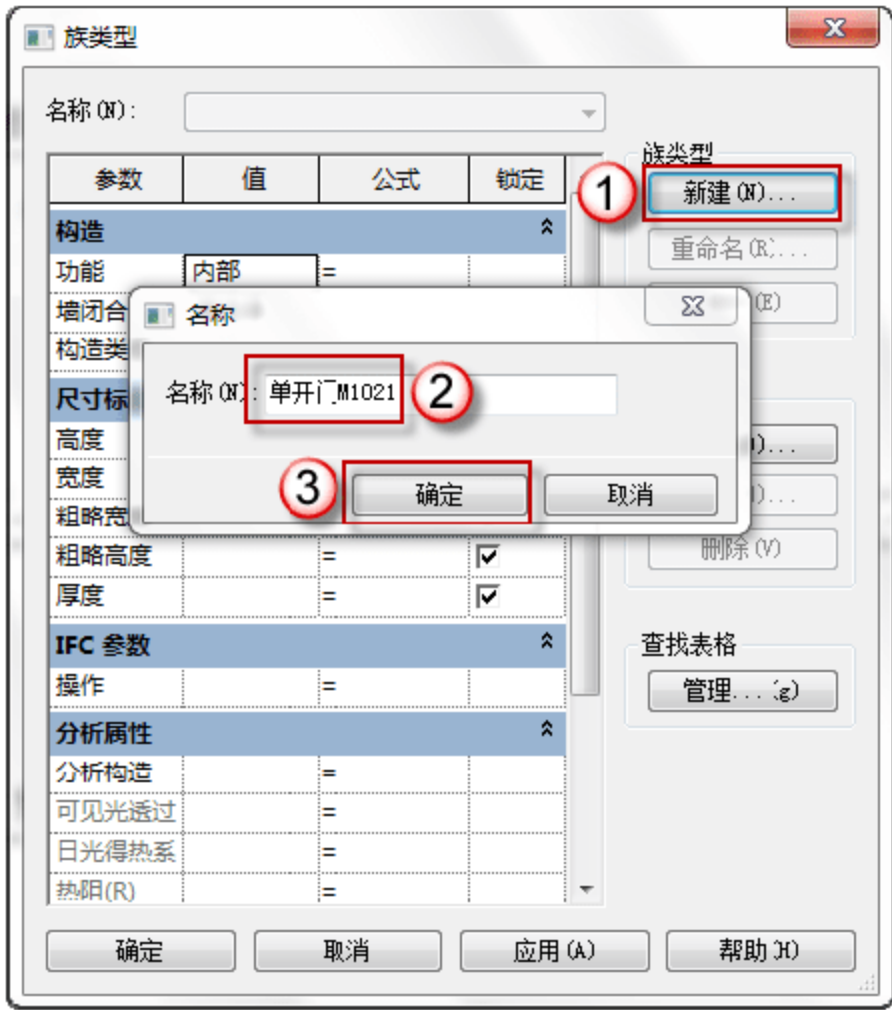 族类型
名称(N):
族类型
参数 值 公式 锁定
① 新建(N)...
构造
重命名(R)...
功能 内部 =
墙闭合
(E)
名称
构造类
名称(N): 单开门M1021 ②
尺寸标
高度
)...
宽度
③ 确定 取消
)...
粗略宽
粗略高度 =
删除(V)
厚度 =
IFC 参数
查找表格
操作 =
管理...(g)
分析属性
分析构造 =
可见光透过 =
日光得热系 =
热阻(R) =
确定 取消 应用(A) 帮助(H)